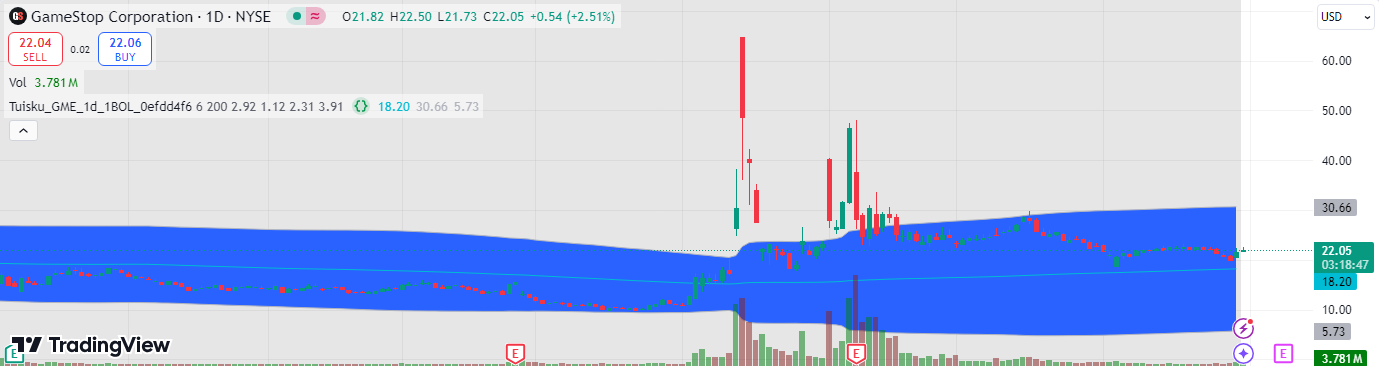 GS GameStop Corporation · 1D · NYSE ≈ O21.82 H22.50 L21.73 C22.05 +0.54 (+2.51%)
USD
22.04 SELL 0.02 22.06 BUY
Vol 3.781 M
Tuisku_GME_1d_1BOL_0efdd4f6 6 200 2.92 1.12 2.31 3.91 {} 18.20 30.66 5.73
60.00
50.00
40.00
30.66
22.05
03:18:47
18.20
10.00
5.73
3.781 M
E TradingView
E
E
E